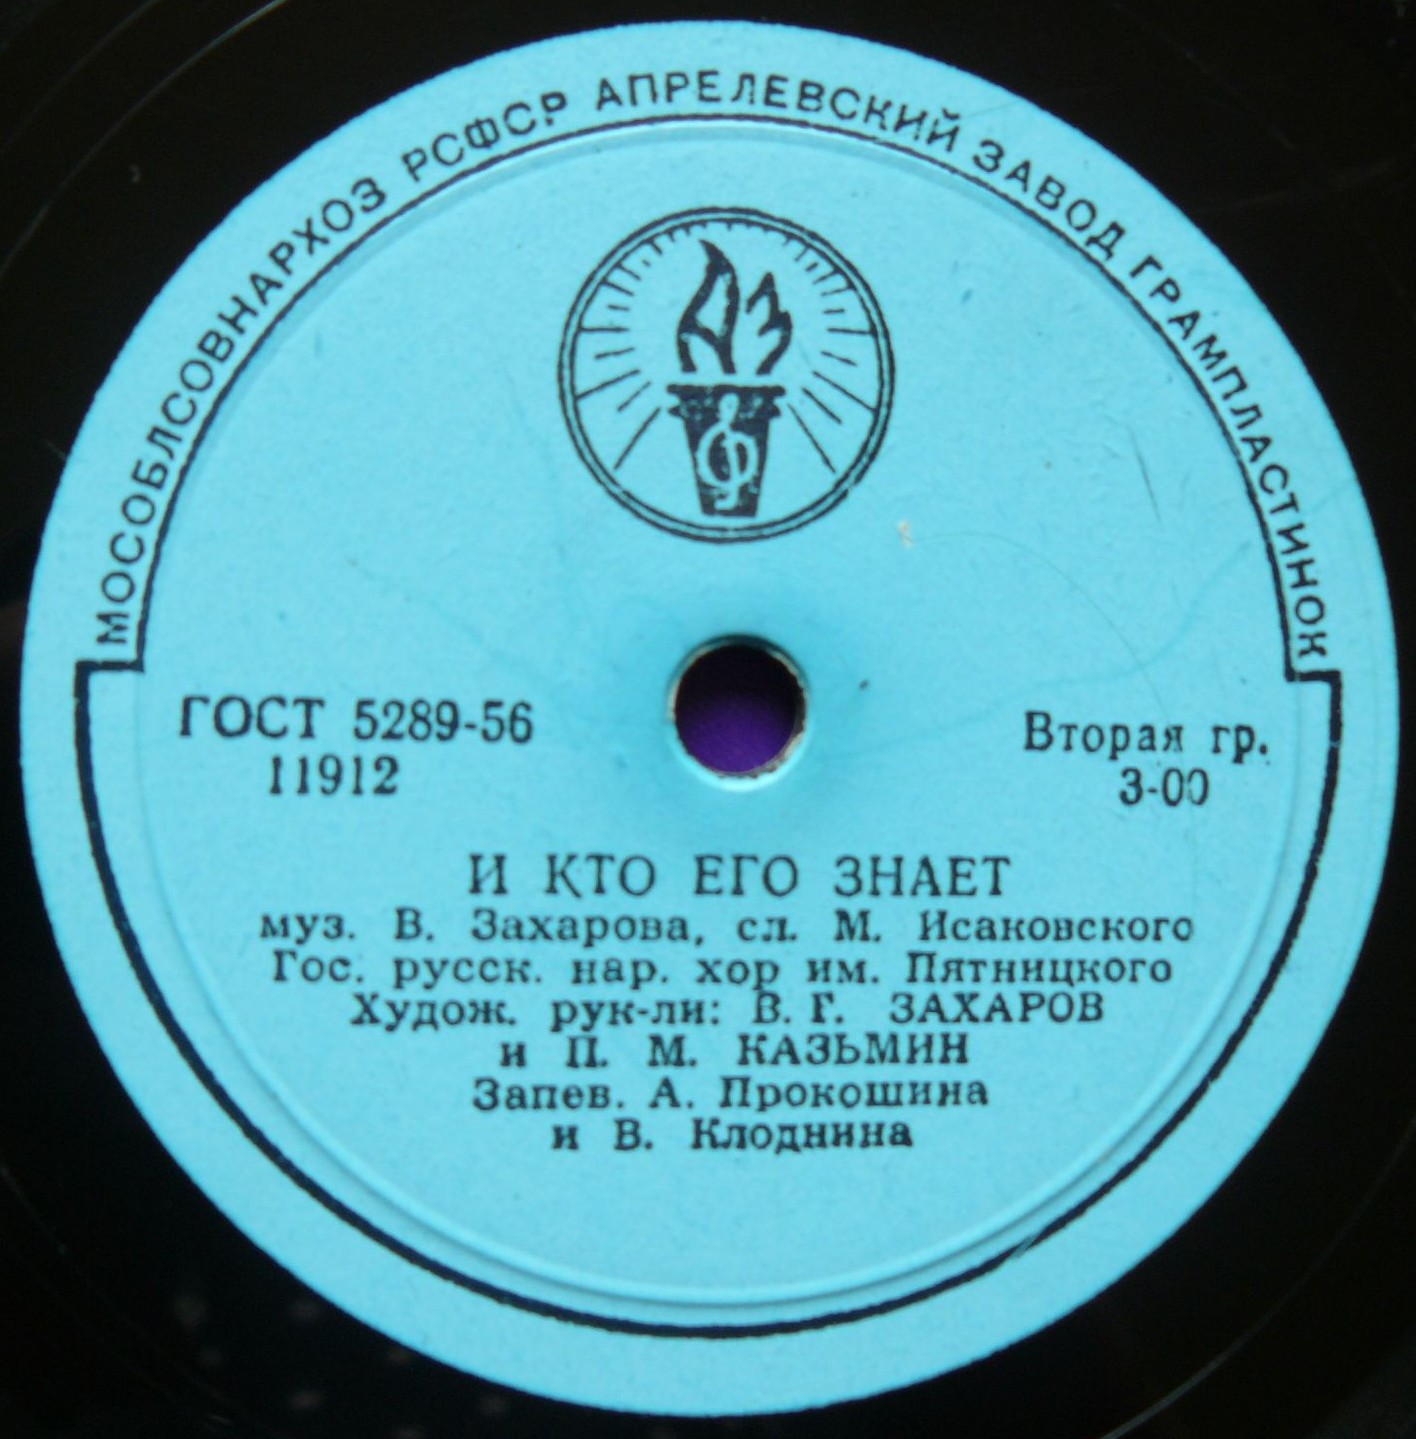 МОСОБЛСОВНАРХОЗ РСФСР АПРЕЛЕВСКИЙ ЗАВОД ГРАМПЛАСТИНОК
АЗ
ГОСТ 5289-56
11912
Вторая гр.
3-00
И КТО ЕГО ЗНАЕТ
муз. В. Захарова, сл. М. Исаковского
Гос. русск. нар. хор им. Пятницкого
Худож. рук-ли: В. Г. ЗАХАРОВ
и П. М. КАЗЬМИН
Запев. А. Прокошина
и В. Клоднина